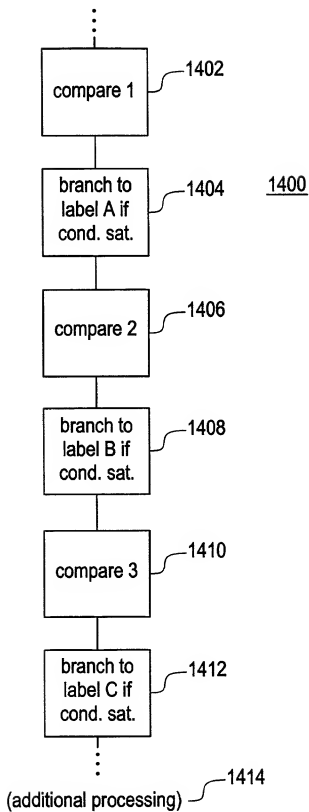 compare 1
1402
branch to
label A if
cond. sat.
1404
1400
compare 2
1406
branch to
label B if
cond. sat.
1408
compare 3
1410
branch to
label C if
cond. sat.
1412
(additional processing)
1414